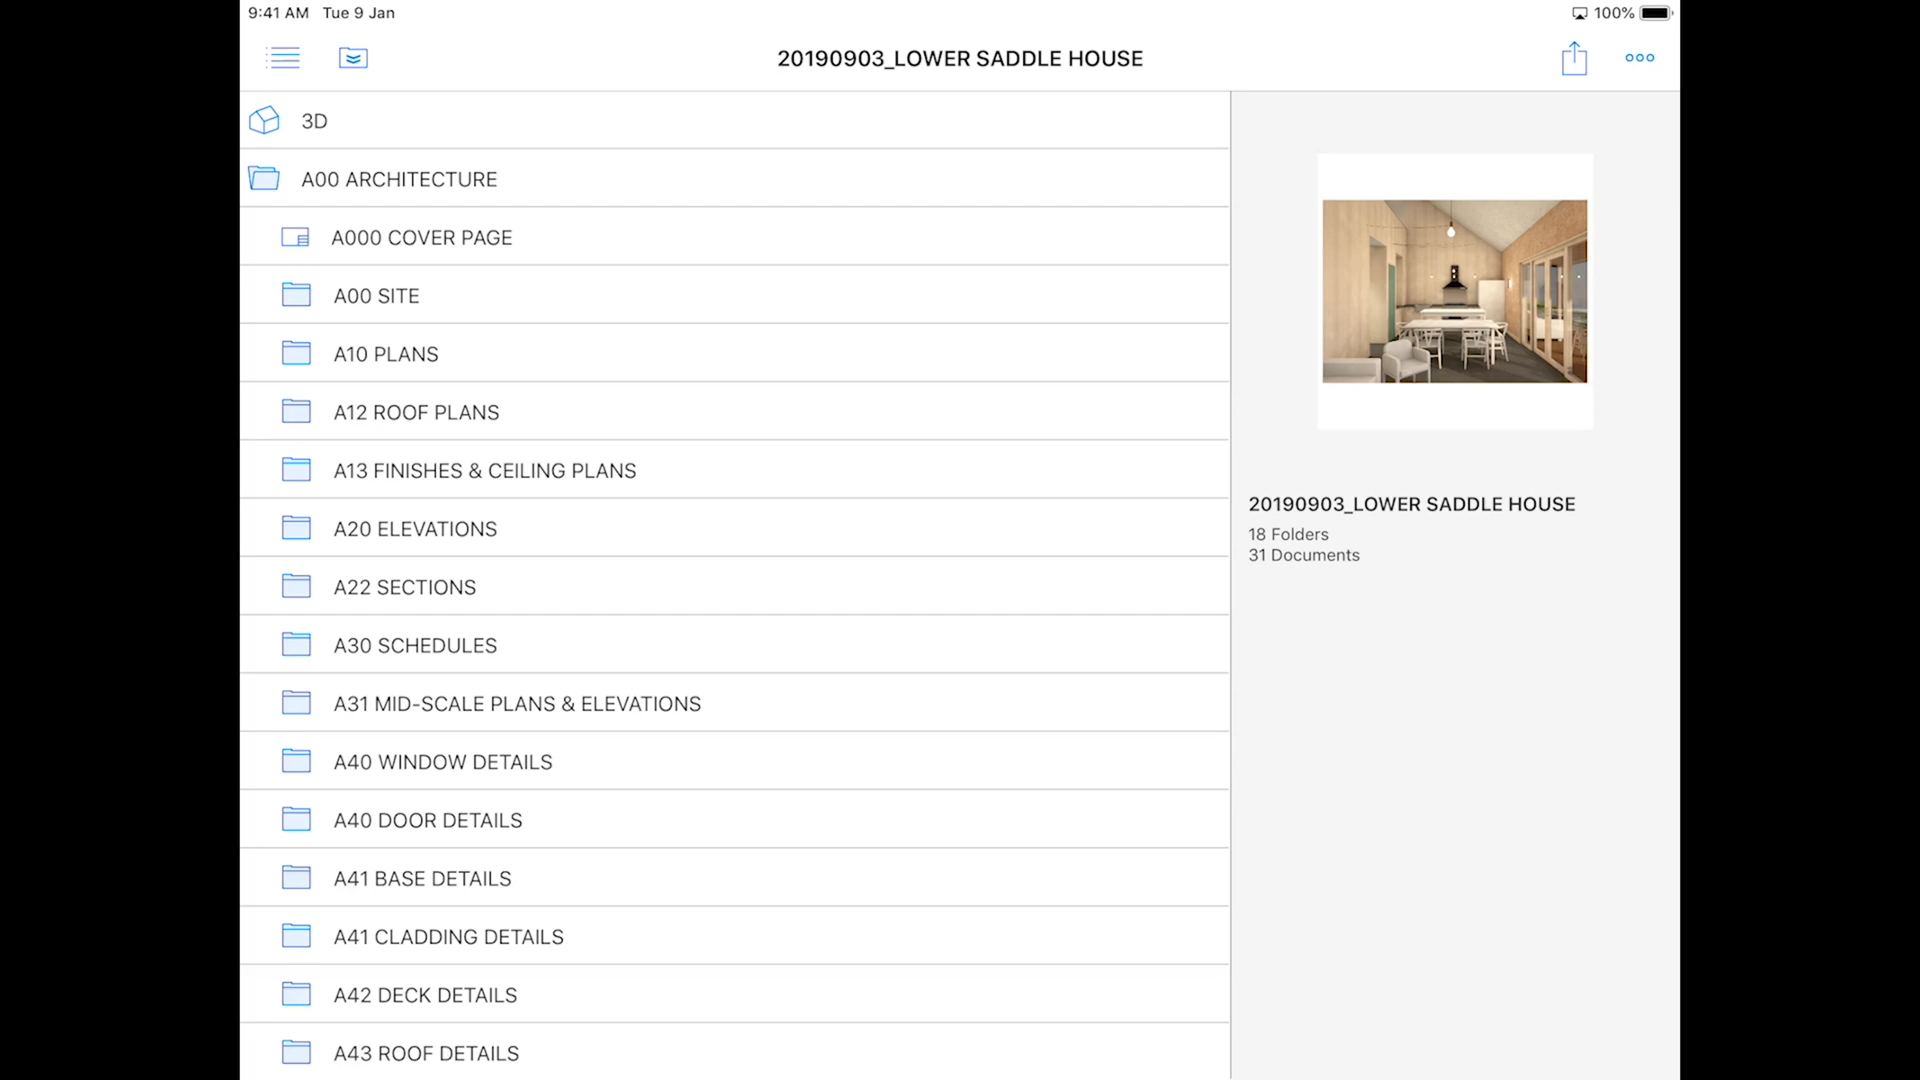 9:41 AM Tue 9 Jan
100%
20190903_LOWER SADDLE HOUSE
3D
A00 ARCHITECTURE
A000 COVER PAGE
A00 SITE
A10 PLANS
A12 ROOF PLANS
A13 FINISHES & CEILING PLANS
A20 ELEVATIONS
A22 SECTIONS
A30 SCHEDULES
A31 MID-SCALE PLANS & ELEVATIONS
A40 WINDOW DETAILS
A40 DOOR DETAILS
A41 BASE DETAILS
A41 CLADDING DETAILS
A42 DECK DETAILS
A43 ROOF DETAILS
20190903_LOWER SADDLE HOUSE
18 Folders
31 Documents